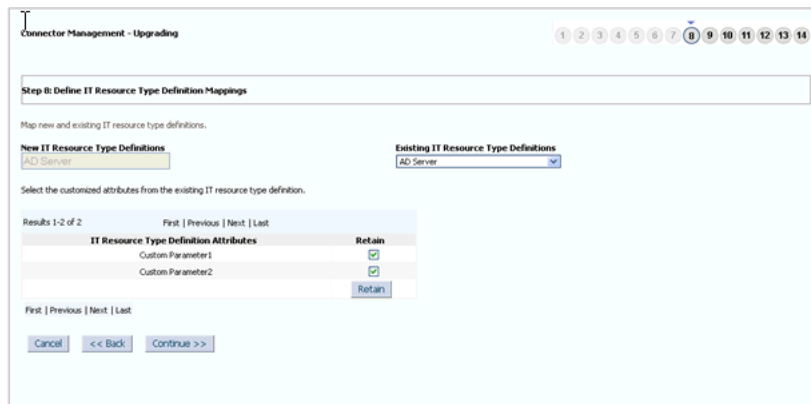 Connector Management - Upgrading
1 2 3 4 5 6 7 8 9 10 11 12 13 14
Step 8: Define IT Resource Type Definition Mappings
Map new and existing IT resource type definitions.
New IT Resource Type Definitions Existing IT Resource Type Definitions
AD Server AD Server
Select the customized attributes from the existing IT resource type definition.
Results 1-2 of 2 First | Previous | Next | Last
IT Resource Type Definition Attributes Retain
Custom Parameter1
Custom Parameter2
Retain
First | Previous | Next | Last
Cancel << Back Continue >>